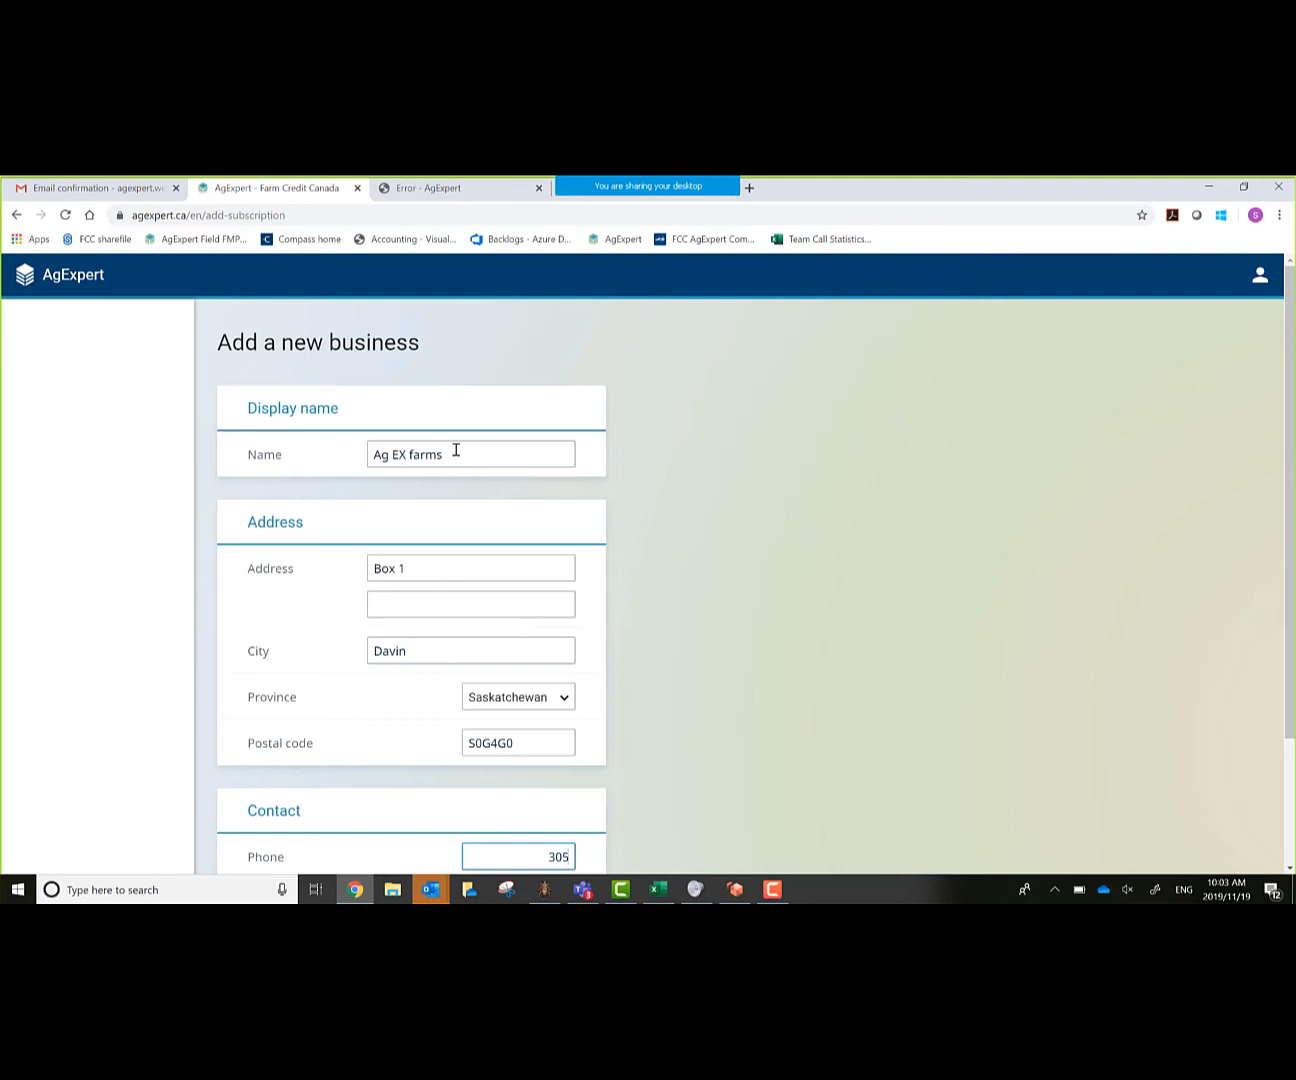 Email confirmation - agexpert.w
AgExpert - Farm Credit Canada
Error - AgExpert
You are sharing your desktop
agexpert.ca/en/add-subscription
Apps
FCC sharefile
AgExpert Field FMP...
Compass home
Accounting - Visual...
Backlogs - Azure D...
AgExpert
FCC AgExpert Com...
Team Call Statistics...
AgExpert
Add a new business
Display name
Name
Ag EX farms
Address
Address
Box 1
City
Davin
Province
Saskatchewan
Postal code
S0G4G0
Contact
Phone
305
Type here to search
ENG
10:03 AM
2019/11/19
12